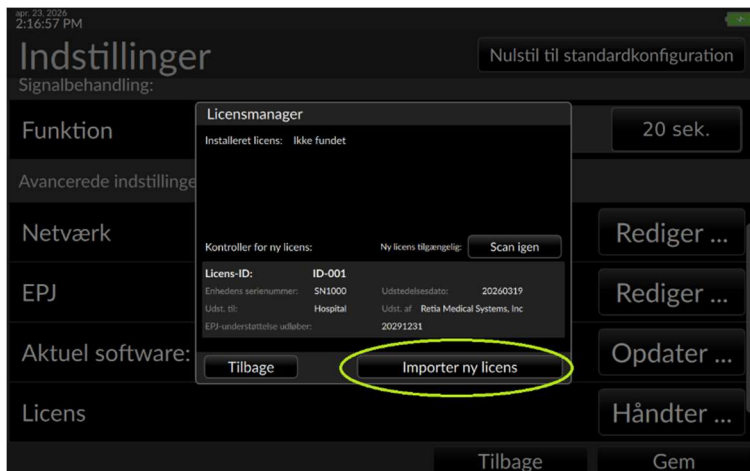 apr. 23, 2026
2:16:57 PM
Indstillinger
Nulstil til standardkonfiguration
Signalbehandling:
Licensmanager
Installeret licens: Ikke fundet
Funktion
20 sek.
Avancerede indstillinge
Netværk
Rediger ...
Kontroller for ny licens:
Ny licens tilgængelig:
Scan igen
Licens-ID: ID-001
Enhedens serienummer: SN1000
Udstedelsesdato: 20260319
EPJ
Rediger ...
Udst. til: Hospital
Udst. af Retia Medical Systems, Inc
EPJ-understøttelse udløber: 20291231
Aktuel software:
Opdater ...
Tilbage
Importer ny licens
Licens
Håndter ...
Tilbage
Gem